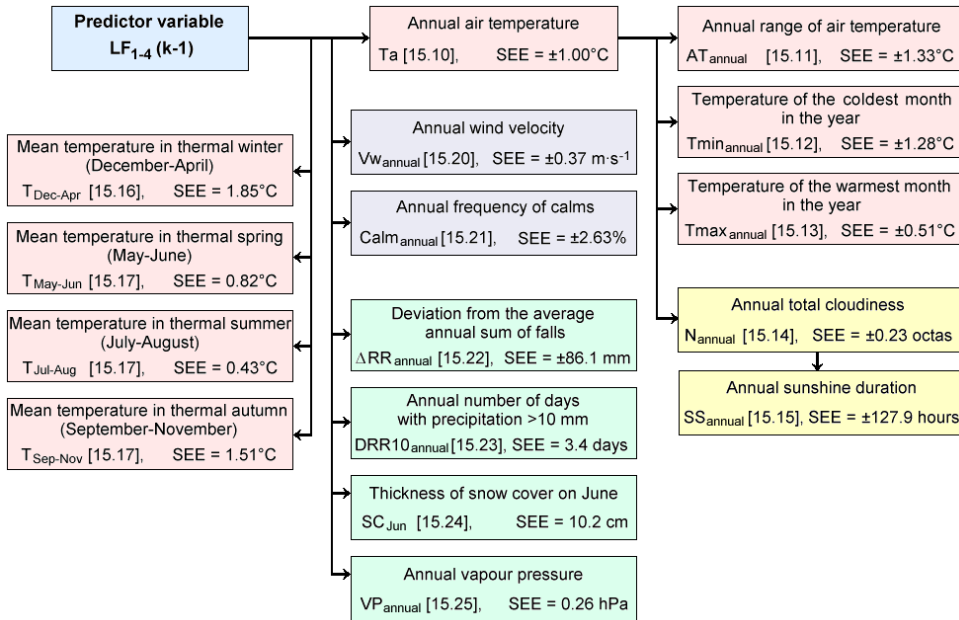 Predictor variable
LF1-4 (k-1)
Annual air temperature
Ta [15.10], SEE = ±1.00°C
Annual range of air temperature
ATannual [15.11], SEE = ±1.33°C
Temperature of the coldest month
in the year
Tminannual [15.12], SEE = ±1.28°C
Temperature of the warmest month
in the year
Tmaxannual [15.13], SEE = ±0.51°C
Annual total cloudiness
Nannual [15.14], SEE = ±0.23 octas
Annual sunshine duration
SSannual [15.15], SEE = ±127.9 hours
Annual wind velocity
Vwannual [15.20], SEE = ±0.37 m·s-1
Annual frequency of calms
Calmannual [15.21], SEE = ±2.63%
Deviation from the average
annual sum of falls
ΔRRannual [15.22], SEE = ±86.1 mm
Annual number of days
with precipitation >10 mm
DRR10annual[15.23], SEE = 3.4 days
Thickness of snow cover on June
SCJun [15.24], SEE = 10.2 cm
Annual vapour pressure
VPannual [15.25], SEE = 0.26 hPa
Mean temperature in thermal winter
(December-April)
TDec-Apr [15.16], SEE = 1.85°C
Mean temperature in thermal spring
(May-June)
TMay-Jun [15.17], SEE = 0.82°C
Mean temperature in thermal summer
(July-August)
TJul-Aug [15.17], SEE = 0.43°C
Mean temperature in thermal autumn
(September-November)
TSep-Nov [15.17], SEE = 1.51°C